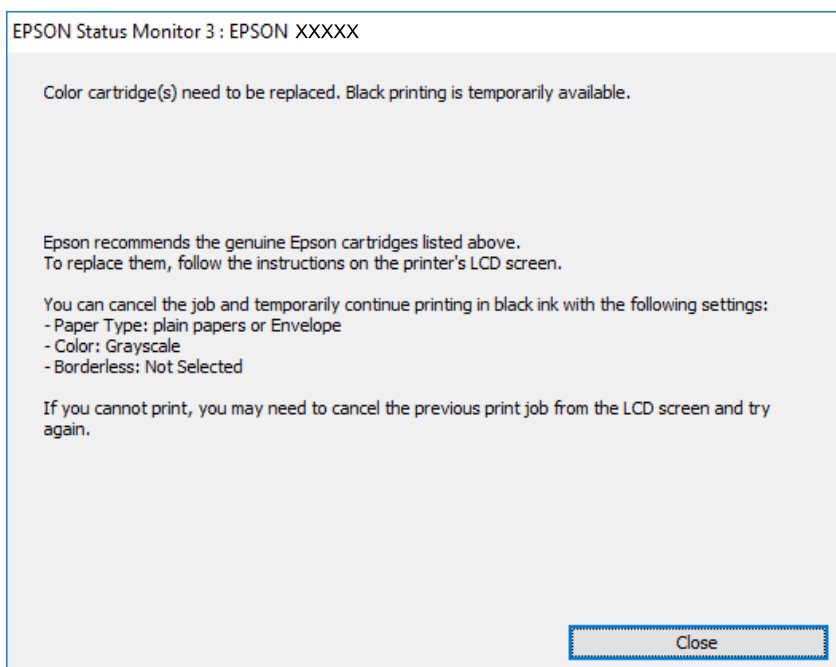 EPSON Status Monitor 3 : EPSON XXXXX
Color cartridge(s) need to be replaced. Black printing is temporarily available.
Epson recommends the genuine Epson cartridges listed above.
To replace them, follow the instructions on the printer's LCD screen.
You can cancel the job and temporarily continue printing in black ink with the following settings:
- Paper Type: plain papers or Envelope
- Color: Grayscale
- Borderless: Not Selected
If you cannot print, you may need to cancel the previous print job from the LCD screen and try
again.
Close